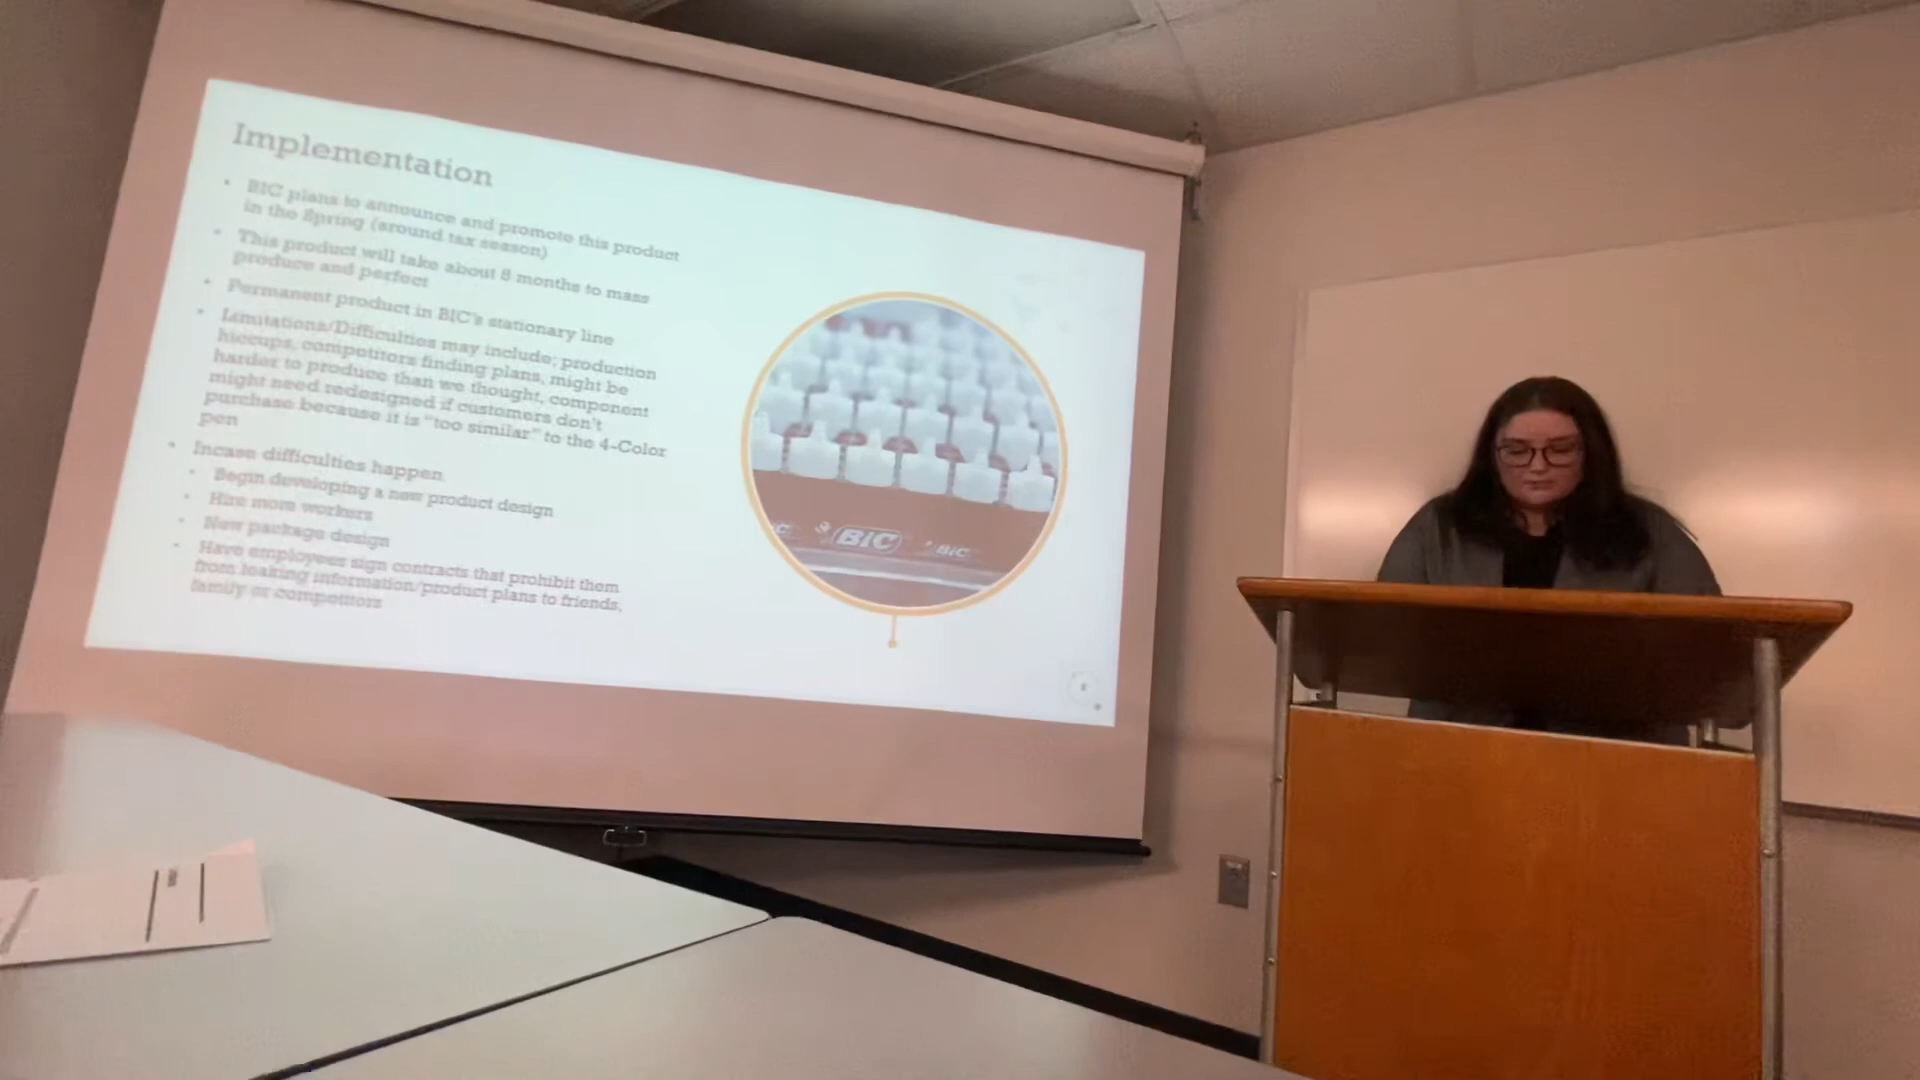 Implementation
• BIC plans to announce and promote this product
in the Spring (around tax season)
• This product will take about 8 months to mass
produce and perfect
• Permanent product in BIC's stationary line
• Limitations/Difficulties may include; production
hiccups, competitors finding plans, might be
harder to produce than we thought, component
might need redesigned if customers don't
purchase because it is "too similar" to the 4-Color
pen
• Incase difficulties happen
• Begin developing a new product design
• Hire more workers
• New package design
• Have employees sign contracts that prohibit them
from leaking information/product plans to friends,
family or competitors
BIC
BIC